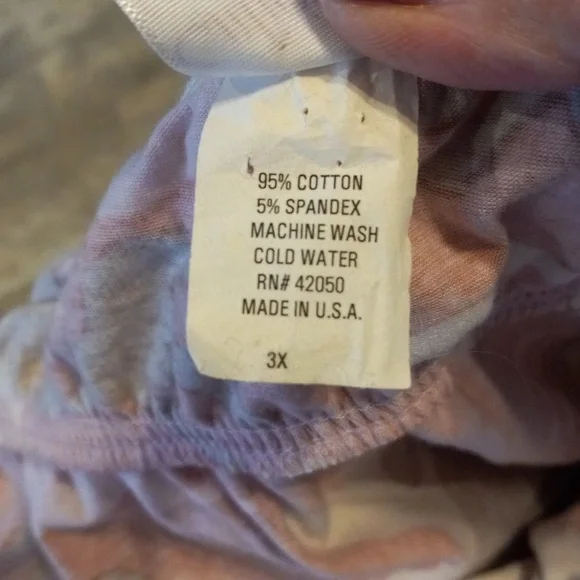 95% COTTON
5% SPANDEX
MACHINE WASH
COLD WATER
RN# 42050
MADE IN U.S.A.
3X